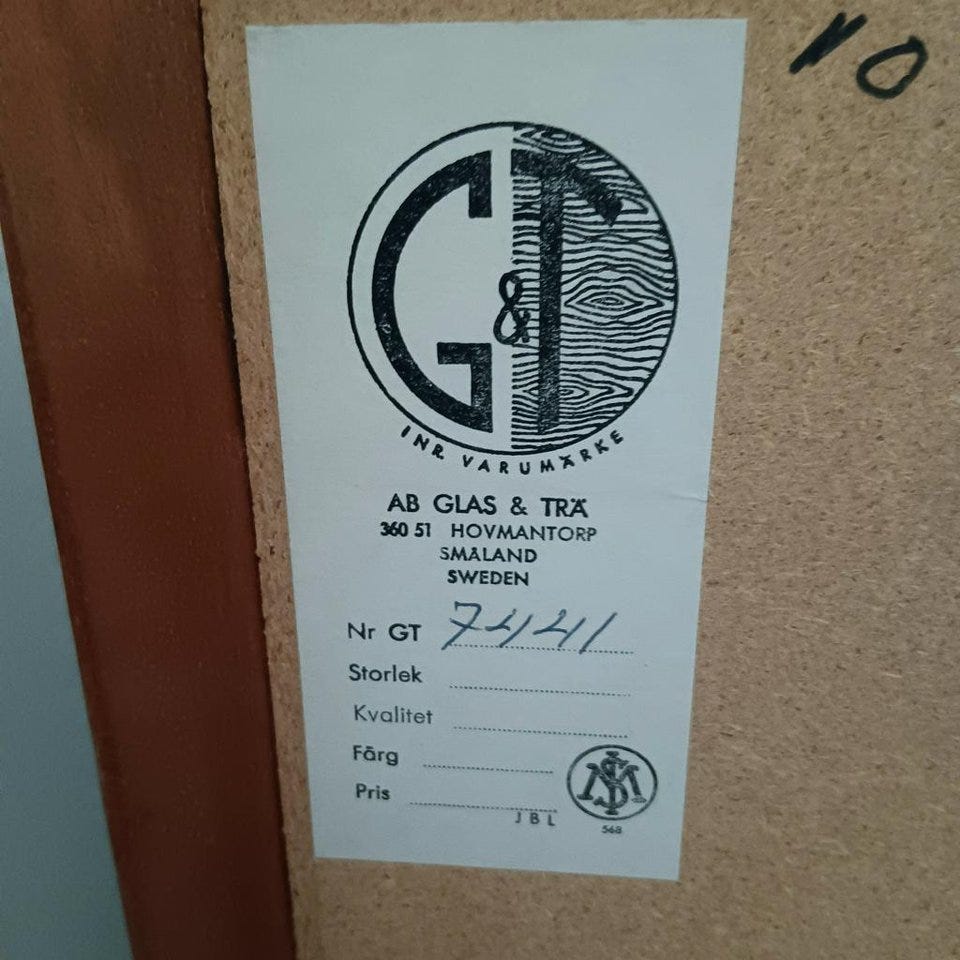 G&T
INR. VARUMÄRKE
AB GLAS & TRÄ
360 51 HOVMANTORP
SMÅLAND
SWEDEN
Nr GT 7441
Storlek
Kvalitet
Färg
Pris
JBL
568